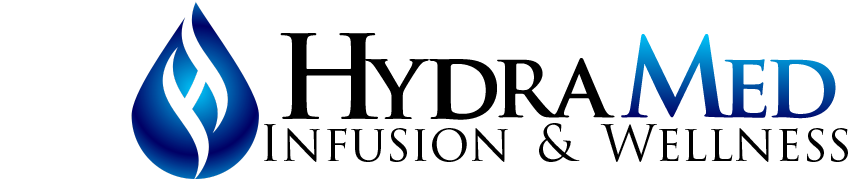 HYDRAMED
INFUSION & WELLNESS